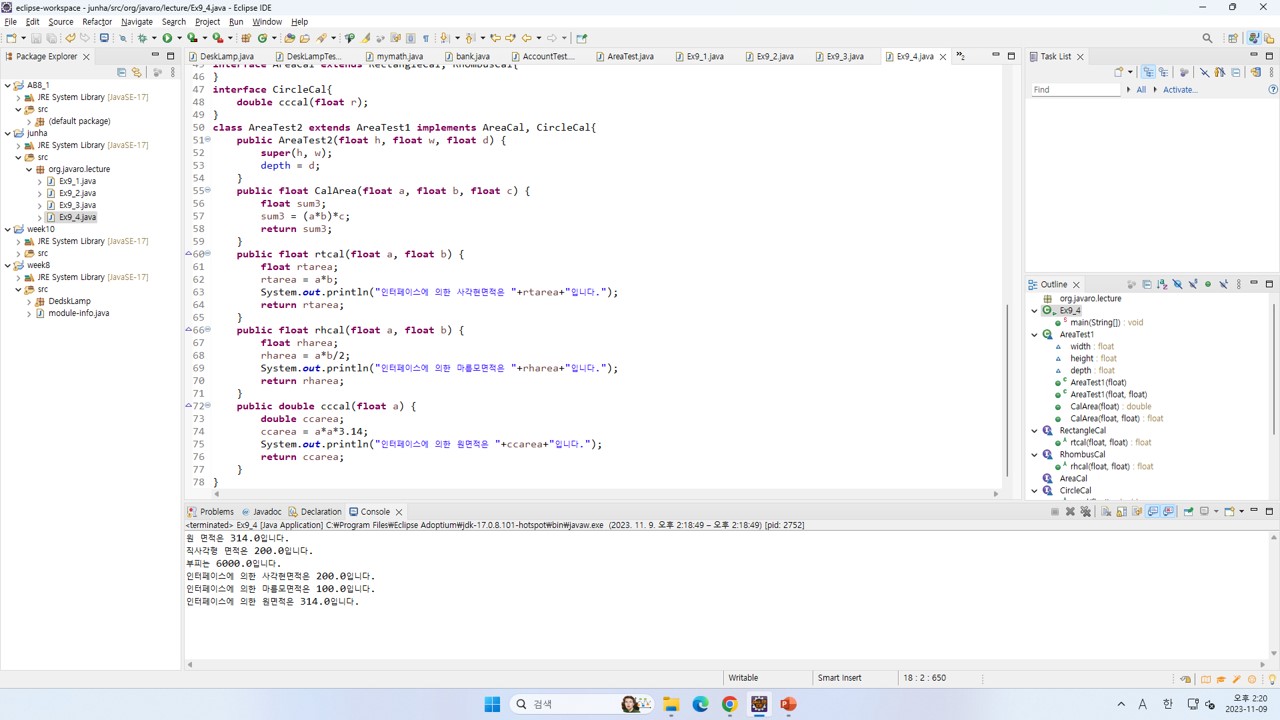 eclipse-workspace - junha/src/org/javaro/lecture/Ex9_4.java - Eclipse IDE
File Edit Source Refactor Navigate Search Project Run Window Help
Package Explorer
A88_1
JRE System Library [JavaSE-17]
src
(default package)
junha
JRE System Library [JavaSE-17]
src
org.javaro.lecture
Ex9_1.java
Ex9_2.java
Ex9_3.java
Ex9_4.java
week10
JRE System Library [JavaSE-17]
src
week8
JRE System Library [JavaSE-17]
src
DedskLamp
module-info.java
DeskLamp.java DeskLampTes... mymath.java bank.java AccountTest.... AreaTest.java Ex9_1.java Ex9_2.java Ex9_3.java Ex9_4.java "2
45 interface AreaCal extends RectangleCal, RhombusCal{
46 }
47 interface CircleCal{
48 double cccal(float r);
49 }
50 class AreaTest2 extends AreaTest1 implements AreaCal, CircleCal{
51 public AreaTest2(float h, float w, float d) {
52 super(h, w);
53 depth = d;
54 }
55 public float CalArea(float a, float b, float c) {
56 float sum3;
57 sum3 = (a*b)*c;
58 return sum3;
59 }
60 public float rtcal(float a, float b) {
61 float rtarea;
62 rtarea = a*b;
63 System.out.println("인터페이스에 의한 사각현면적은 "+rtarea+"입니다.");
64 return rtarea;
65 }
66 public float rhcal(float a, float b) {
67 float rharea;
68 rharea = a*b/2;
69 System.out.println("인터페이스에 의한 마름모면적은 "+rharea+"입니다.");
70 return rharea;
71 }
72 public double cccal(float a) {
73 double ccarea;
74 ccarea = a*a*3.14;
75 System.out.println("인터페이스에 의한 원면적은 "+ccarea+"입니다.");
76 return ccarea;
77 }
78 }
Task List
Find All Activate...
Outline
org.javaro.lecture
Ex9_4
main(String[]) : void
AreaTest1
width : float
height : float
depth : float
AreaTest1(float)
AreaTest1(float, float)
CalArea(float) : double
CalArea(float, float) : float
RectangleCal
rtcal(float, float) : float
RhombusCal
rhcal(float, float) : float
AreaCal
CircleCal
Problems Javadoc Declaration Console
<terminated> Ex9_4 [Java Application] C:₩Program Files₩Eclipse Adoptium₩jdk-17.0.8.101-hotspot₩bin₩javaw.exe (2023. 11. 9. 오후 2:18:49 – 오후 2:18:49) [pid: 2752]
원 면적은 314.0입니다.
직사각형 면적은 200.0입니다.
부피는 6000.0입니다.
인터페이스에 의한 사각현면적은 200.0입니다.
인터페이스에 의한 마름모면적은 100.0입니다.
인터페이스에 의한 원면적은 314.0입니다.
Writable Smart Insert 18 : 2 : 650
검색
A 한
오후 2:20
2023-11-09